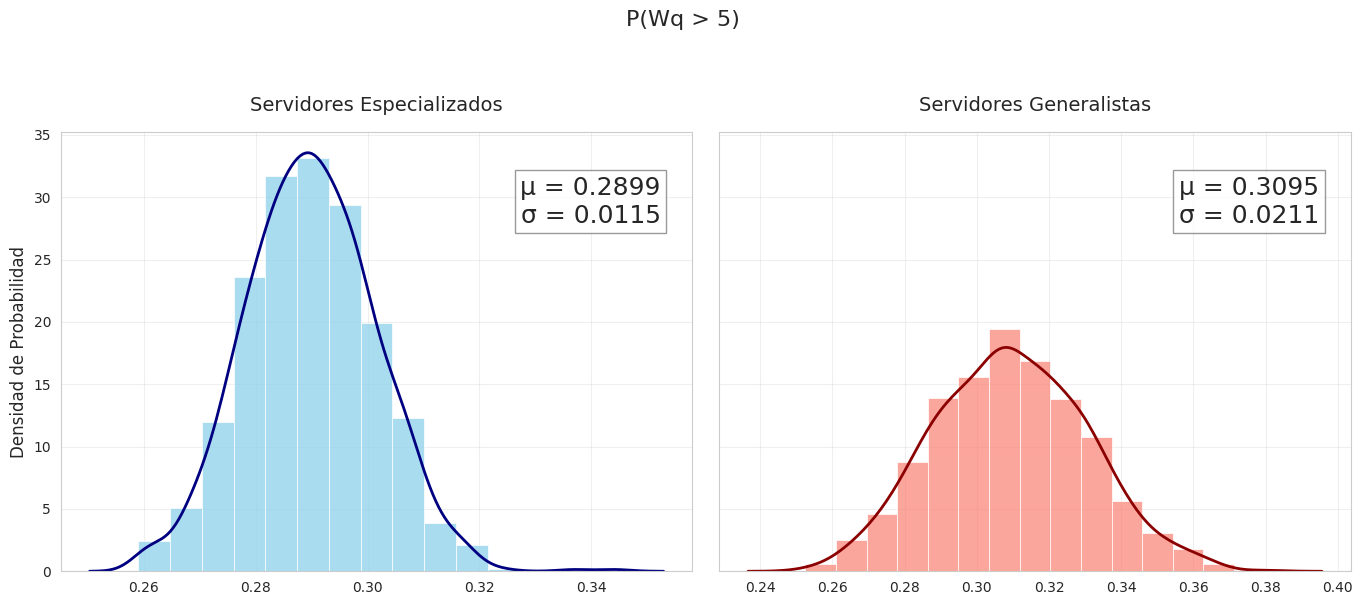 P(Wq > 5)
Servidores Especializados
Servidores Generalistas
35
30
25
20
15
10
5
0
Densidad de Probabilidad
μ = 0.2899
σ = 0.0115
μ = 0.3095
σ = 0.0211
0.26 0.28 0.30 0.32 0.34
0.24 0.26 0.28 0.30 0.32 0.34 0.36 0.38 0.40